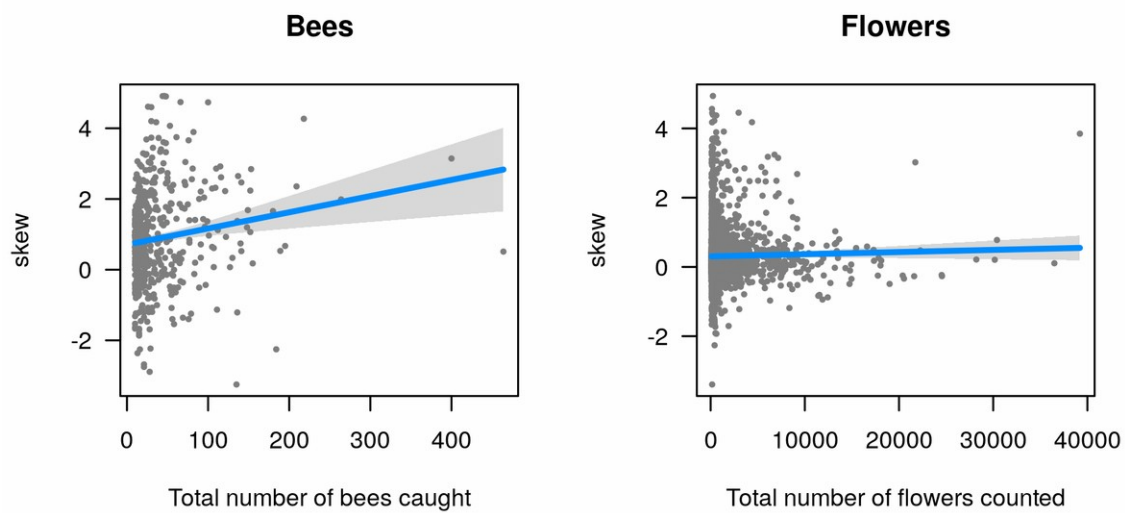 Bees
skew
4
2
0
-2
0 100 200 300 400
Total number of bees caught
Flowers
skew
4
2
0
-2
0 10000 20000 30000 40000
Total number of flowers counted